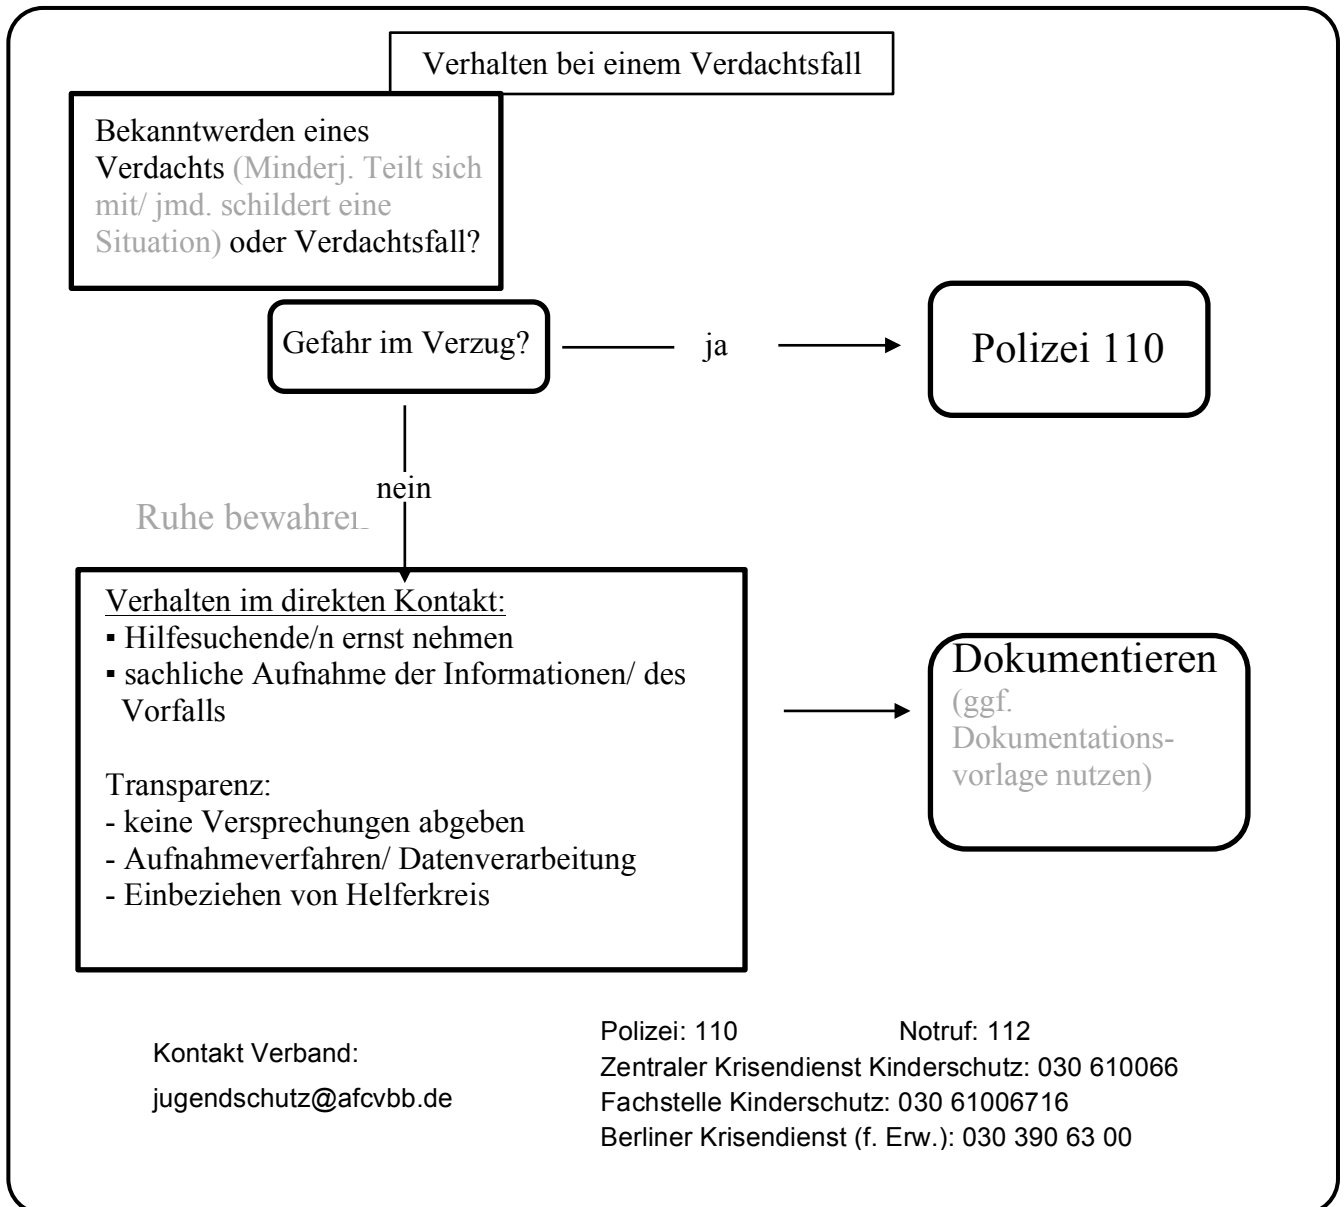 Verhalten bei einem Verdachtsfall
Bekanntwerden eines
Verdachts (Minderj. Teilt sich
mit/ jmd. schildert eine
Situation) oder Verdachtsfall?
Gefahr im Verzug?
ja
Polizei 110
nein
Ruhe bewahren
Verhalten im direkten Kontakt:
▪ Hilfesuchende/n ernst nehmen
▪ sachliche Aufnahme der Informationen/ des
Vorfalls
Transparenz:
- keine Versprechungen abgeben
- Aufnahmeverfahren/ Datenverarbeitung
- Einbeziehen von Helferkreis
Dokumentieren
(ggf.
Dokumentations-
vorlage nutzen)
Kontakt Verband:
jugendschutz@afcvbb.de
Polizei: 110 Notruf: 112
Zentraler Krisendienst Kinderschutz: 030 610066
Fachstelle Kinderschutz: 030 61006716
Berliner Krisendienst (f. Erw.): 030 390 63 00